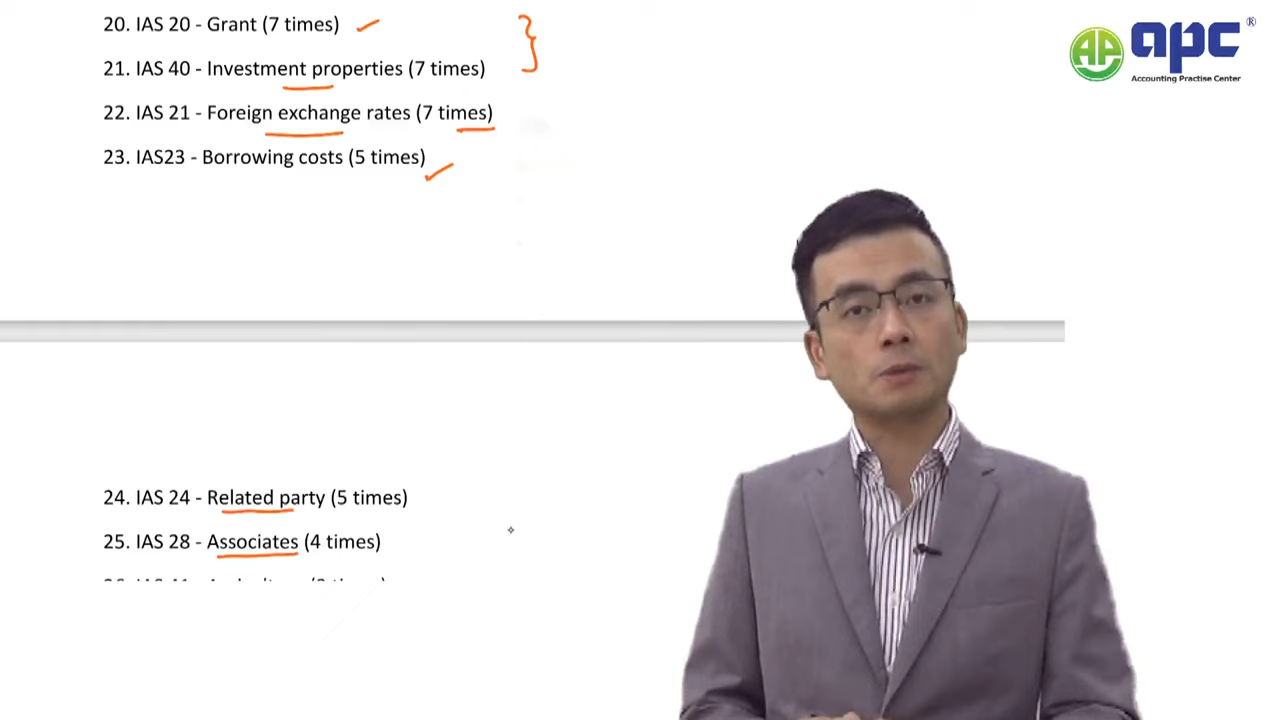 20. IAS 20 - Grant (7 times)
21. IAS 40 - Investment properties (7 times)
22. IAS 21 - Foreign exchange rates (7 times)
23. IAS23 - Borrowing costs (5 times)
24. IAS 24 - Related party (5 times)
25. IAS 28 - Associates (4 times)
AP apc ®
Accounting Practise Center